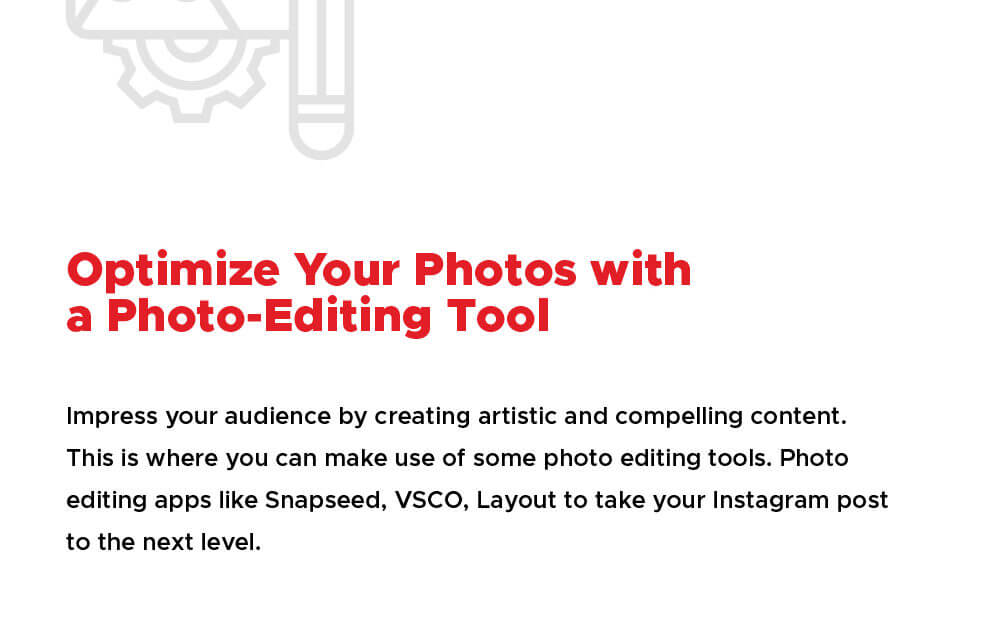 Optimize Your Photos with
a Photo-Editing Tool
Impress your audience by creating artistic and compelling content.
This is where you can make use of some photo editing tools. Photo
editing apps like Snapseed, VSCO, Layout to take your Instagram post
to the next level.